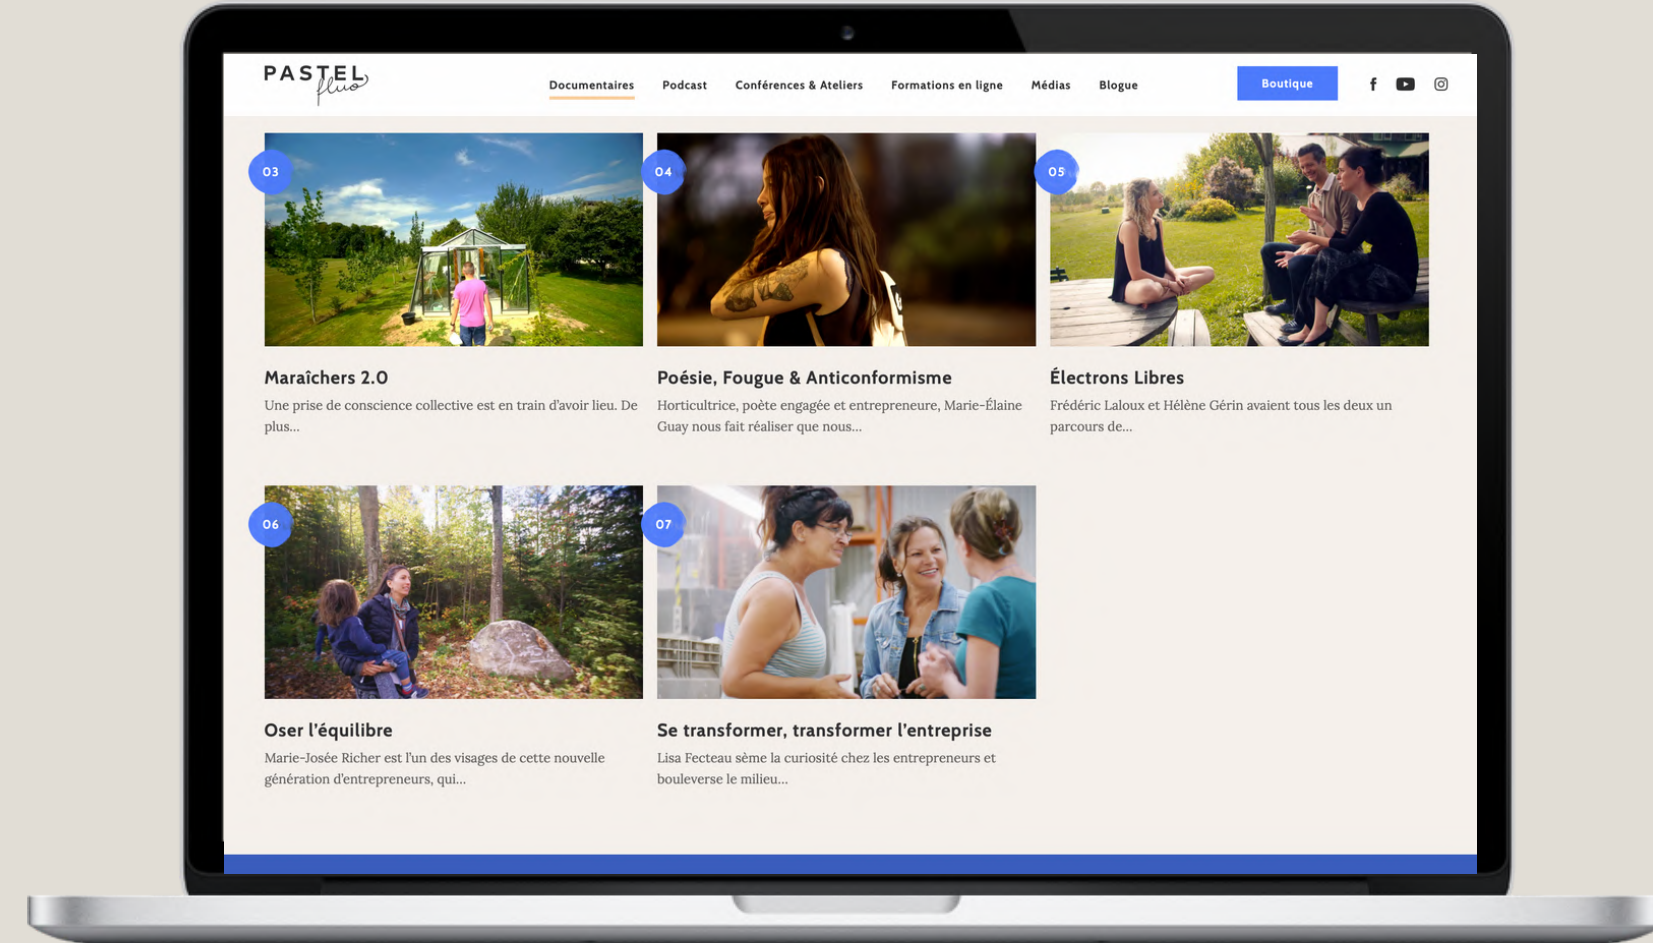 PASTEL
fluo
Documentaires Podcast Conférences & Ateliers Formations en ligne Médias Blogue Boutique
03
04
05
Maraîchers 2.0
Une prise de conscience collective est en train d’avoir lieu. De
plus…
Poésie, Fougue & Anticonformisme
Horticultrice, poète engagée et entrepreneure, Marie-Élaine
Guay nous fait réaliser que nous…
Électrons Libres
Frédéric Laloux et Hélène Gérin avaient tous les deux un
parcours de…
06
07
Oser l’équilibre
Marie-Josée Richer est l’un des visages de cette nouvelle
génération d’entrepreneurs, qui…
Se transformer, transformer l’entreprise
Lisa Fecteau sème la curiosité chez les entrepreneurs et
bouleverse le milieu…